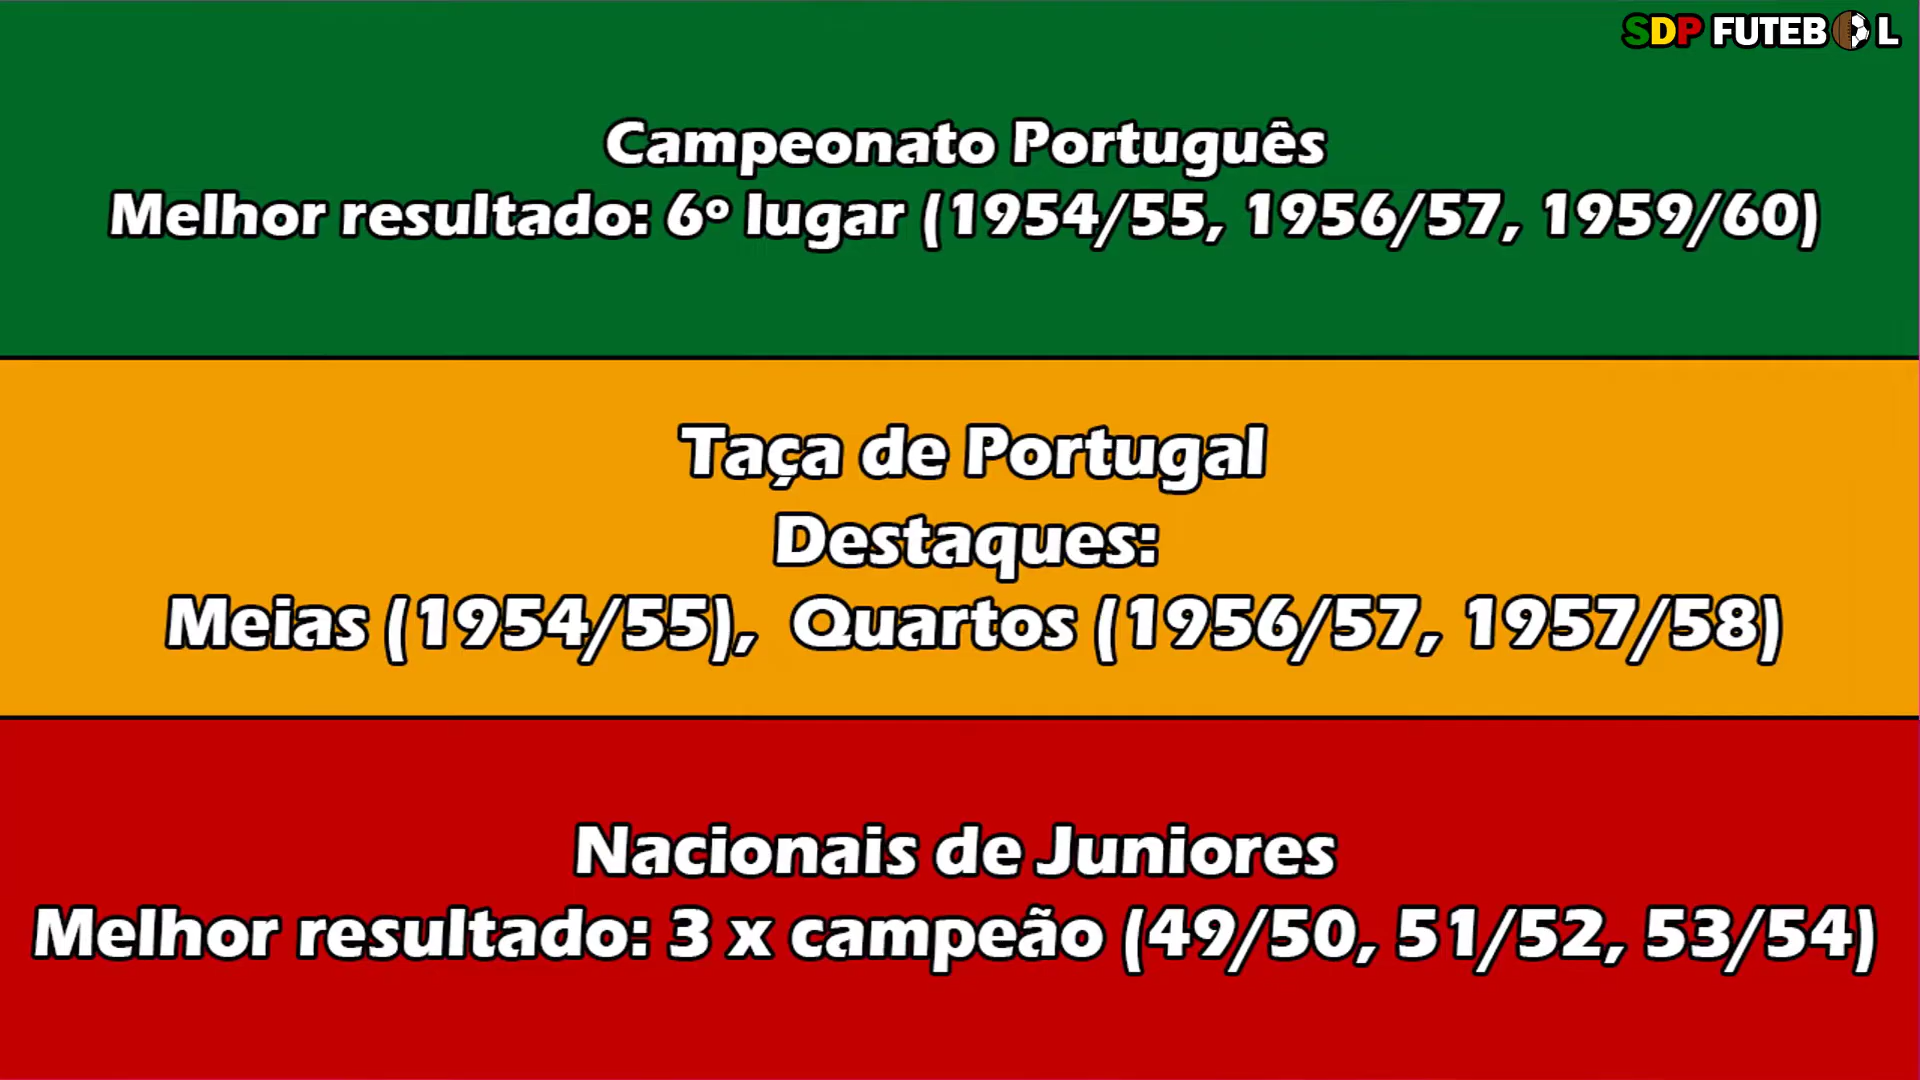 SDP FUTEBOL
Campeonato Português
Melhor resultado: 6º lugar (1954/55, 1956/57, 1959/60)
Taça de Portugal
Destaques:
Meias (1954/55), Quartos (1956/57, 1957/58)
Nacionais de Juniores
Melhor resultado: 3 x campeão (49/50, 51/52, 53/54)